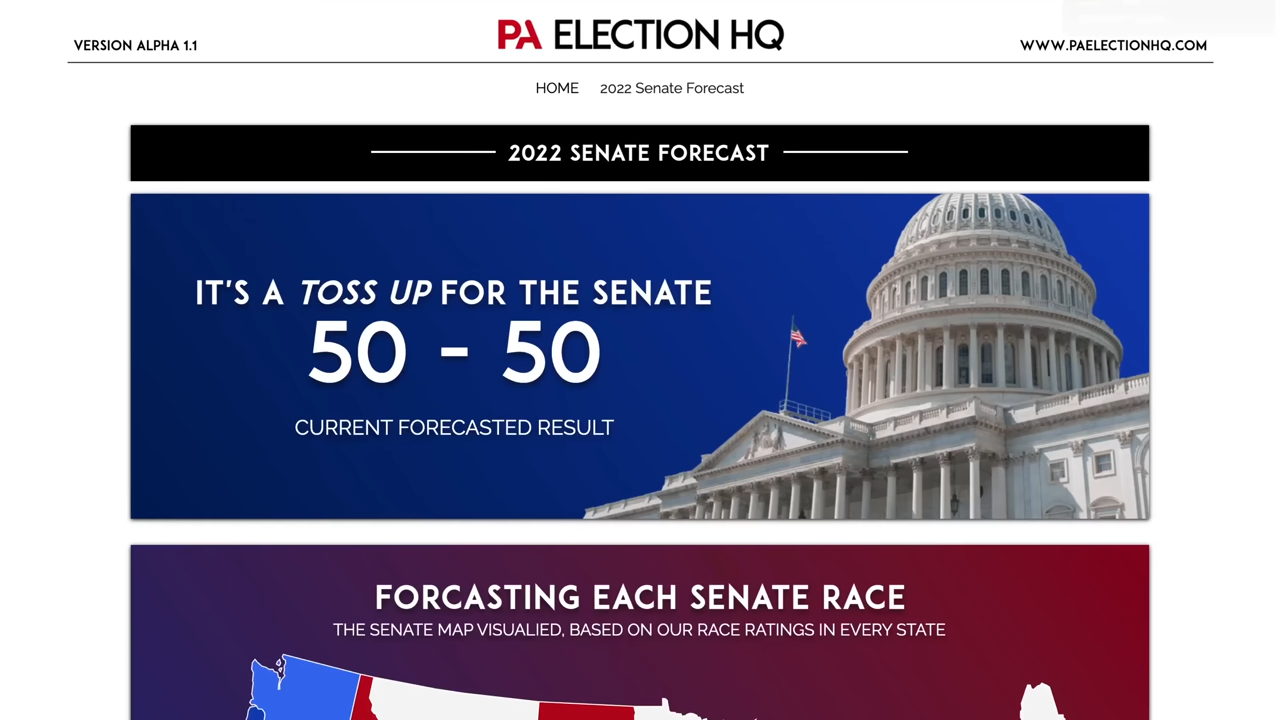 VERSION ALPHA 1.1
PA ELECTION HQ
WWW.PAELECTIONHQ.COM
HOME 2022 Senate Forecast
2022 SENATE FORECAST
IT'S A TOSS UP FOR THE SENATE
50 - 50
CURRENT FORECASTED RESULT
FORCASTING EACH SENATE RACE
THE SENATE MAP VISUALIED, BASED ON OUR RACE RATINGS IN EVERY STATE